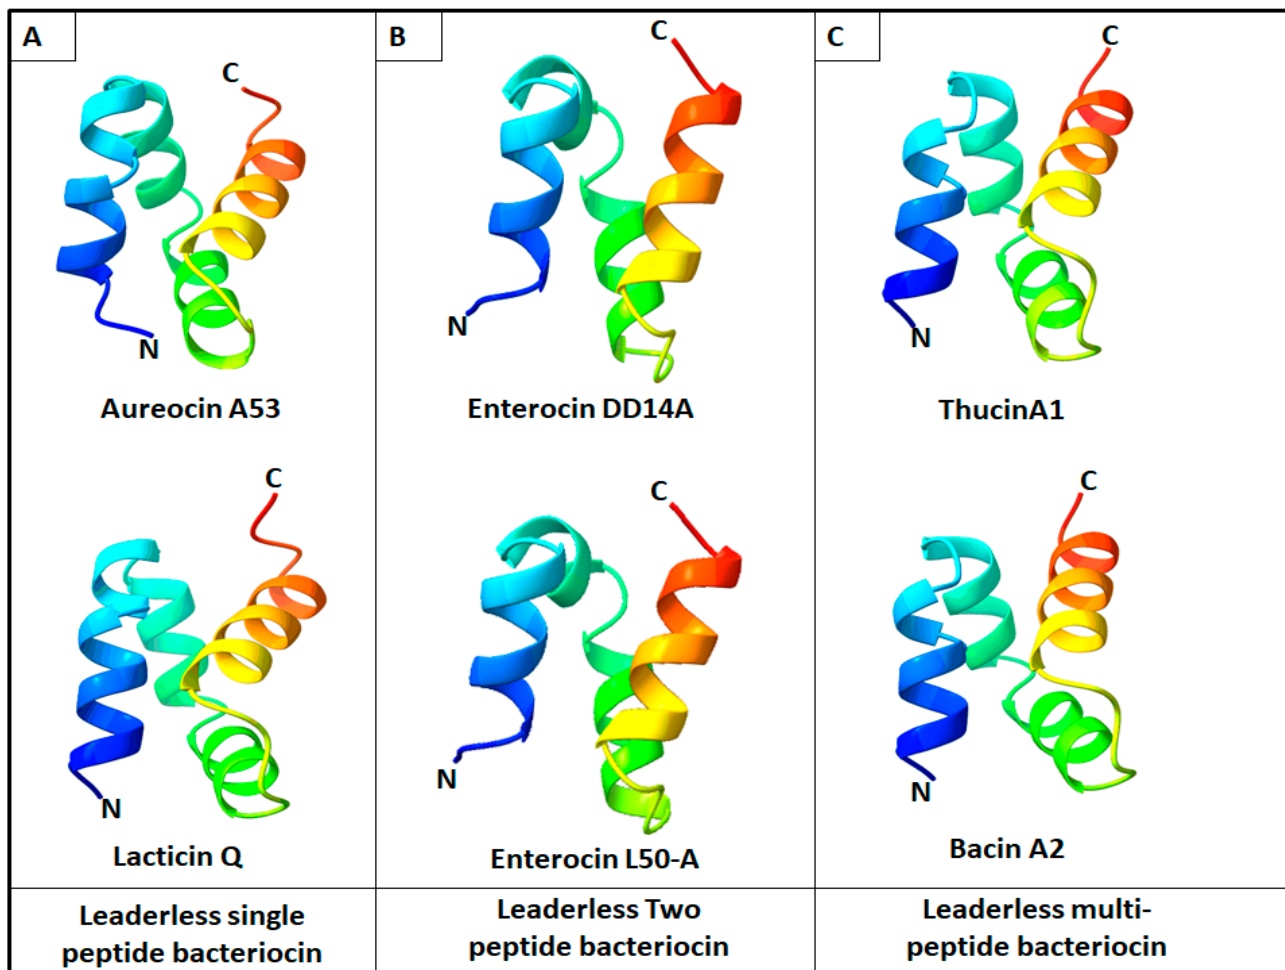 A
C
N
Aureocin A53
C
N
Lacticin Q
Leaderless single
peptide bacteriocin
B
C
N
Enterocin DD14A
C
N
Enterocin L50-A
Leaderless Two
peptide bacteriocin
C
C
N
ThucinA1
C
N
Bacin A2
Leaderless multi-
peptide bacteriocin